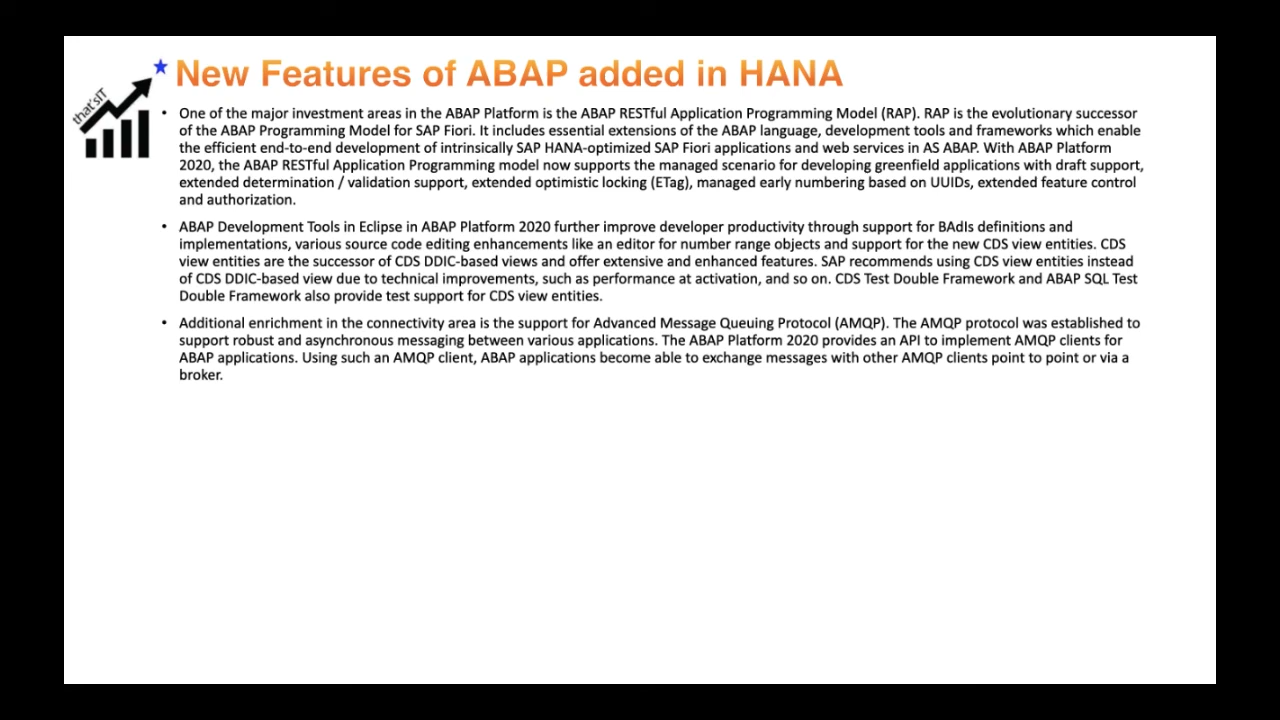 that'sIT
New Features of ABAP added in HANA
• One of the major investment areas in the ABAP Platform is the ABAP RESTful Application Programming Model (RAP). RAP is the evolutionary successor
of the ABAP Programming Model for SAP Fiori. It includes essential extensions of the ABAP language, development tools and frameworks which enable
the efficient end-to-end development of intrinsically SAP HANA-optimized SAP Fiori applications and web services in AS ABAP. With ABAP Platform
2020, the ABAP RESTful Application Programming model now supports the managed scenario for developing greenfield applications with draft support,
extended determination / validation support, extended optimistic locking (ETag), managed early numbering based on UUIDs, extended feature control
and authorization.
• ABAP Development Tools in Eclipse in ABAP Platform 2020 further improve developer productivity through support for BAdIs definitions and
implementations, various source code editing enhancements like an editor for number range objects and support for the new CDS view entities. CDS
view entities are the successor of CDS DDIC-based views and offer extensive and enhanced features. SAP recommends using CDS view entities instead
of CDS DDIC-based view due to technical improvements, such as performance at activation, and so on. CDS Test Double Framework and ABAP SQL Test
Double Framework also provide test support for CDS view entities.
• Additional enrichment in the connectivity area is the support for Advanced Message Queuing Protocol (AMQP). The AMQP protocol was established to
support robust and asynchronous messaging between various applications. The ABAP Platform 2020 provides an API to implement AMQP clients for
ABAP applications. Using such an AMQP client, ABAP applications become able to exchange messages with other AMQP clients point to point or via a
broker.